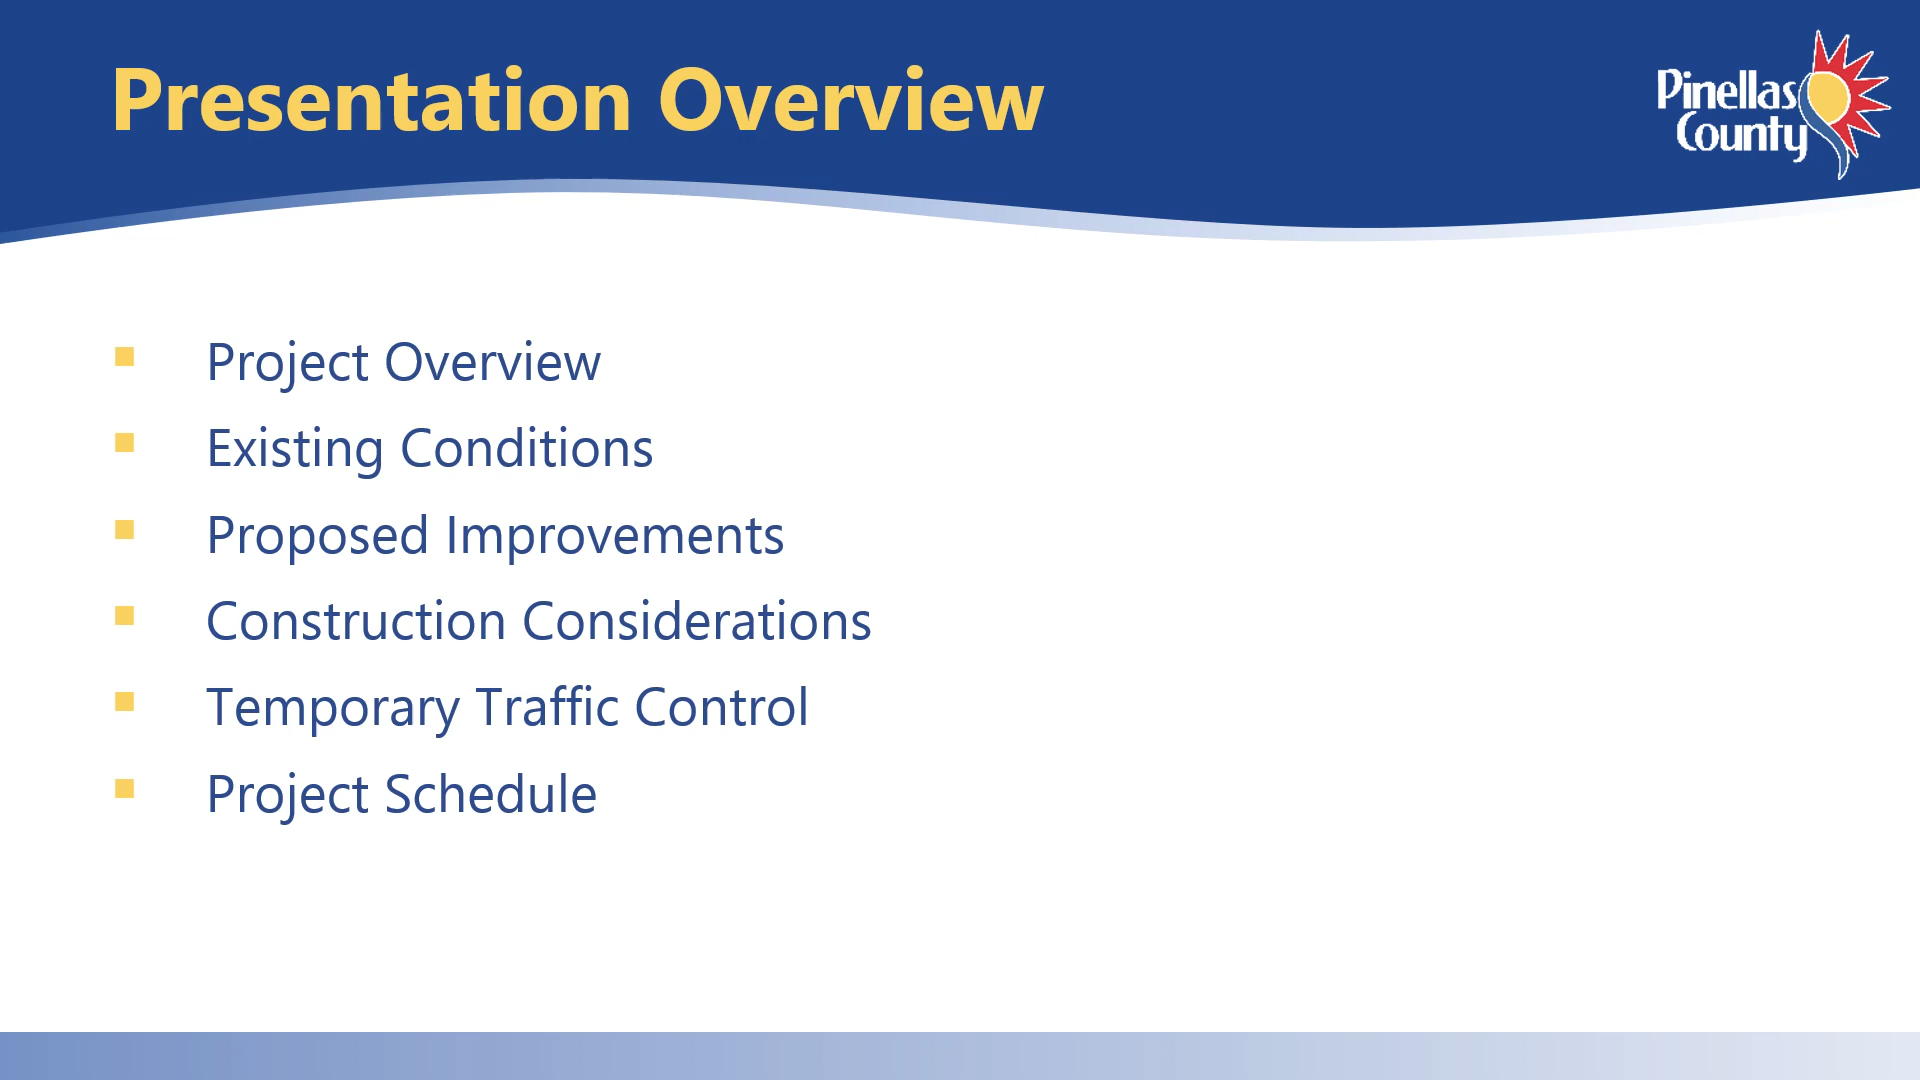 Presentation Overview
Pinellas
County
Project Overview
Existing Conditions
Proposed Improvements
Construction Considerations
Temporary Traffic Control
Project Schedule